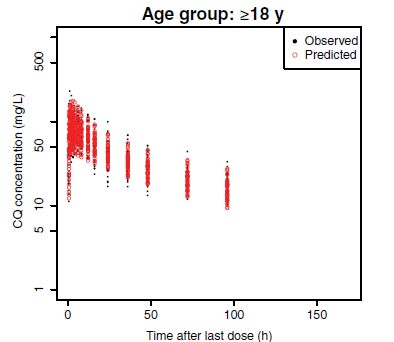 Age group: ≥18 y
Observed
Predicted
CQ concentration (mg/L)
500
50
10
5
1
0
50
100
150
Time after last dose (h)